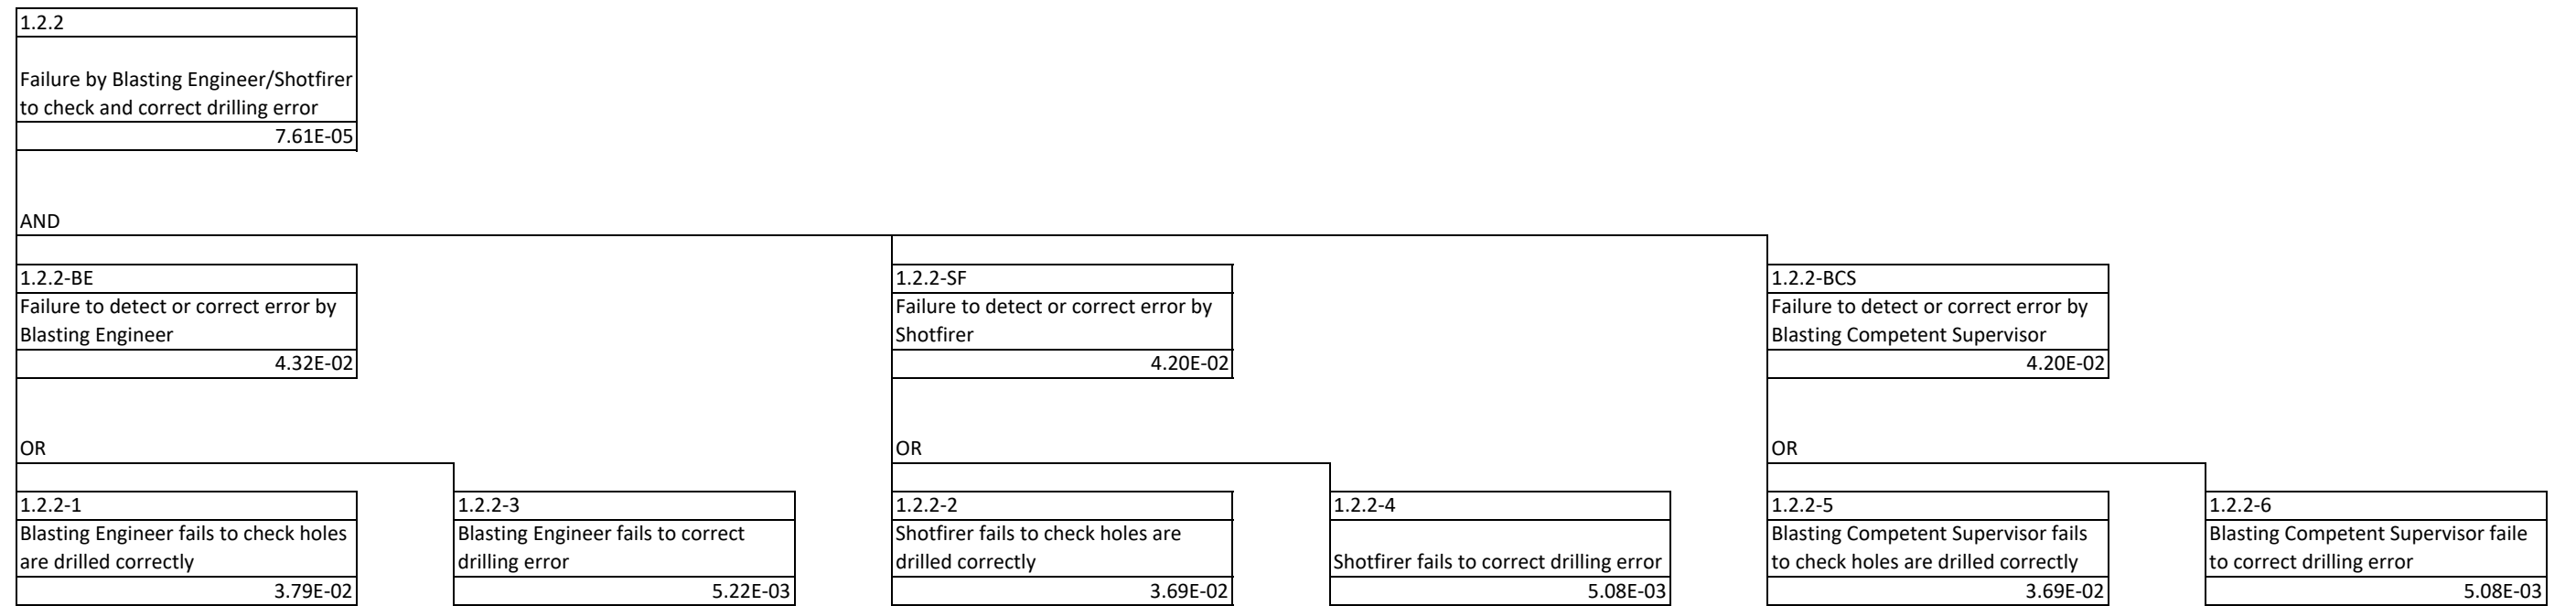 1.2.2
Failure by Blasting Engineer/Shotfirer
to check and correct drilling error
7.61E-05
AND
1.2.2-BE
Failure to detect or correct error by
Blasting Engineer
4.32E-02
1.2.2-SF
Failure to detect or correct error by
Shotfirer
4.20E-02
1.2.2-BCS
Failure to detect or correct error by
Blasting Competent Supervisor
4.20E-02
OR
OR
OR
1.2.2-1
Blasting Engineer fails to check holes
are drilled correctly
3.79E-02
1.2.2-3
Blasting Engineer fails to correct
drilling error
5.22E-03
1.2.2-2
Shotfirer fails to check holes are
drilled correctly
3.69E-02
1.2.2-4
Shotfirer fails to correct drilling error
5.08E-03
1.2.2-5
Blasting Competent Supervisor fails
to check holes are drilled correctly
3.69E-02
1.2.2-6
Blasting Competent Supervisor faile
to correct drilling error
5.08E-03